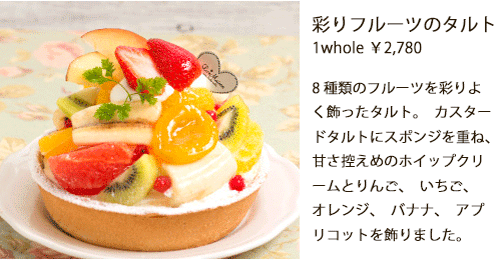 彩りフルーツのタルト
1whole ¥2,780
8種類のフルーツを彩りよ
く飾ったタルト。 カスター
ドタルトにスポンジを重ね、
甘さ控えめのホイップクリ
ームとりんご、 いちご、
オレンジ、 バナナ、 アプ
リコットを飾りました。